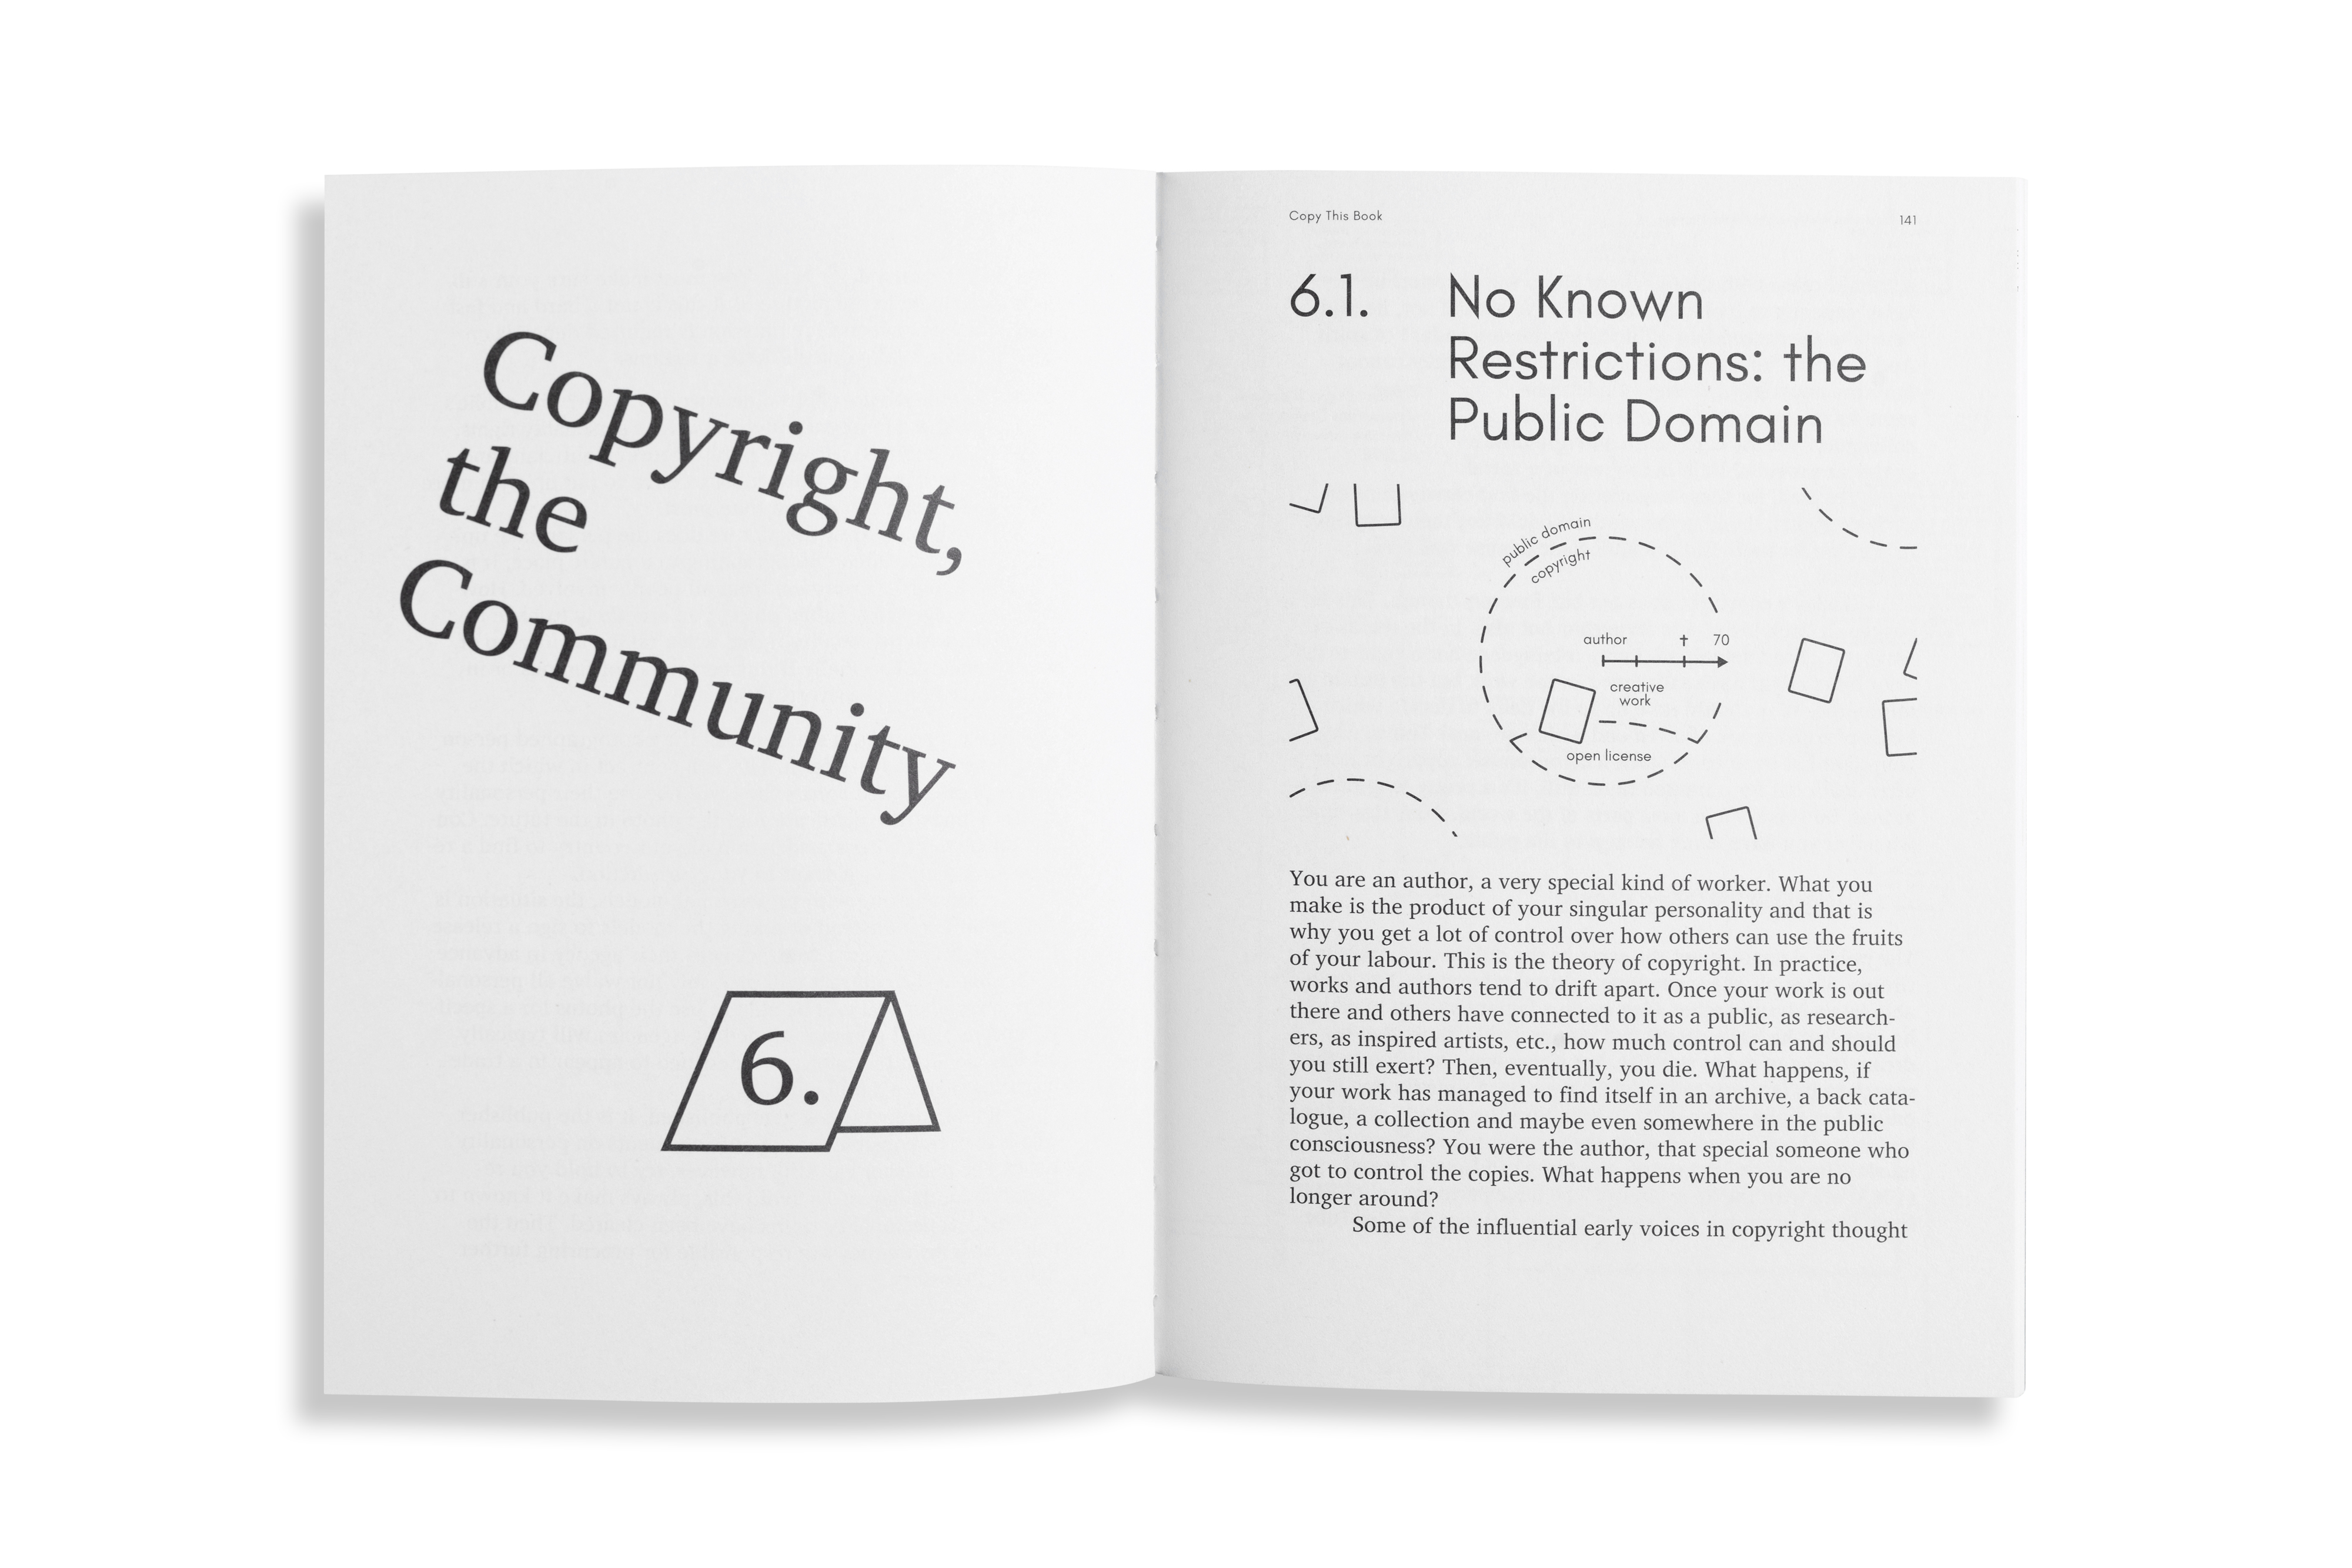 Copyright,
the
Community
6.
Copy This Book
141
6.1.
No Known
Restrictions: the
Public Domain
public domain
copyright
author † 70
creative
work
open license
You are an author, a very special kind of worker. What you
make is the product of your singular personality and that is
why you get a lot of control over how others can use the fruits
of your labour. This is the theory of copyright. In practice,
works and authors tend to drift apart. Once your work is out
there and others have connected to it as a public, as research-
ers, as inspired artists, etc., how much control can and should
you still exert? Then, eventually, you die. What happens, if
your work has managed to find itself in an archive, a back cata-
logue, a collection and maybe even somewhere in the public
consciousness? You were the author, that special someone who
got to control the copies. What happens when you are no
longer around?
Some of the influential early voices in copyright thought